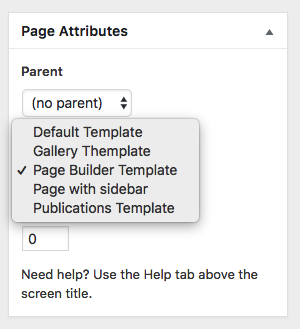 Page Attributes
Parent
(no parent)
Default Template
Gallery Themplate
Page Builder Template
Page with sidebar
Publications Template
0
Need help? Use the Help tab above the
screen title.